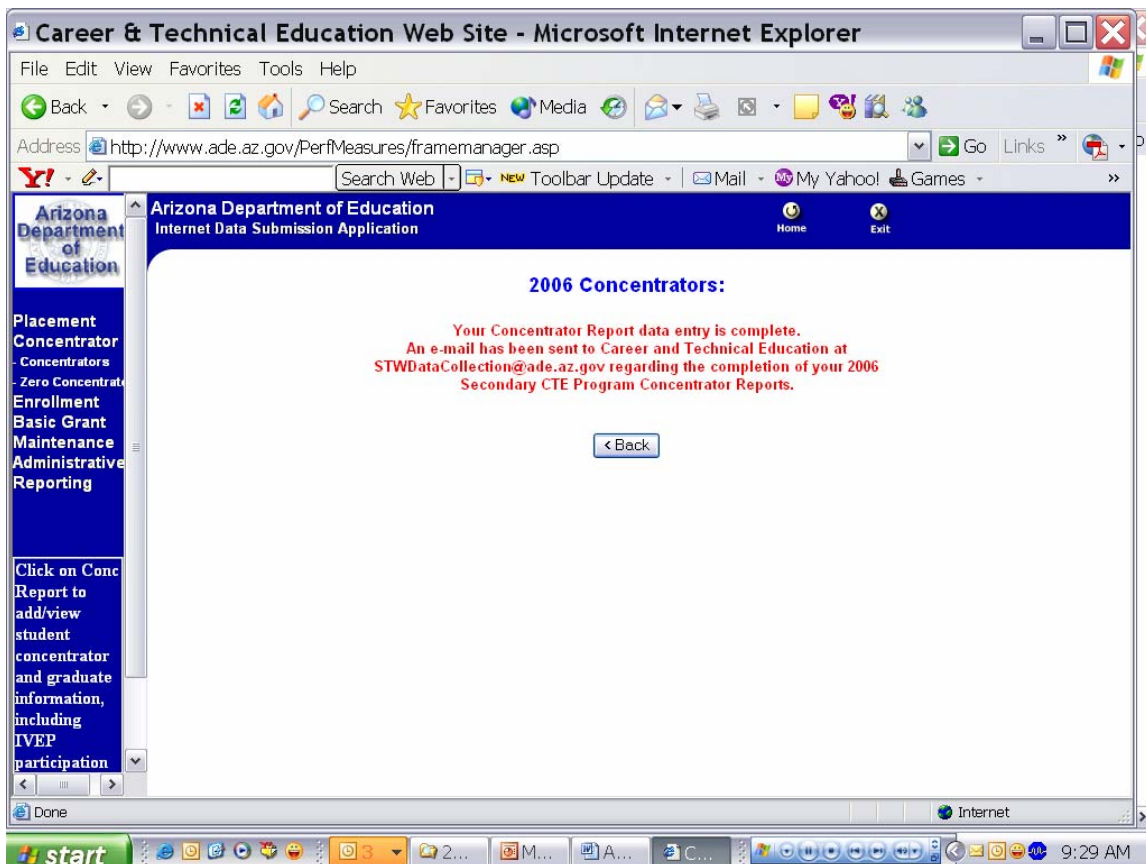 Career & Technical Education Web Site - Microsoft Internet Explorer
File Edit View Favorites Tools Help
Back Search Favorites Media
Address http://www.ade.az.gov/PerfMeasures/framemanager.asp Go Links »
Y! Search Web NEW Toolbar Update Mail My Yahoo! Games »
Arizona Department of Education
Arizona Department of Education
Internet Data Submission Application
Home Exit
Placement
Concentrator
- Concentrators
- Zero Concentrat
Enrollment
Basic Grant
Maintenance
Administrative
Reporting
Click on Conc
Report to
add/view
student
concentrator
and graduate
information,
including
IVEP
participation
2006 Concentrators:
Your Concentrator Report data entry is complete.
An e-mail has been sent to Career and Technical Education at
STWDataCollection@ade.az.gov regarding the completion of your 2006
Secondary CTE Program Concentrator Reports.
< Back
Done Internet
start 3 2... M... A... C... 9:29 AM